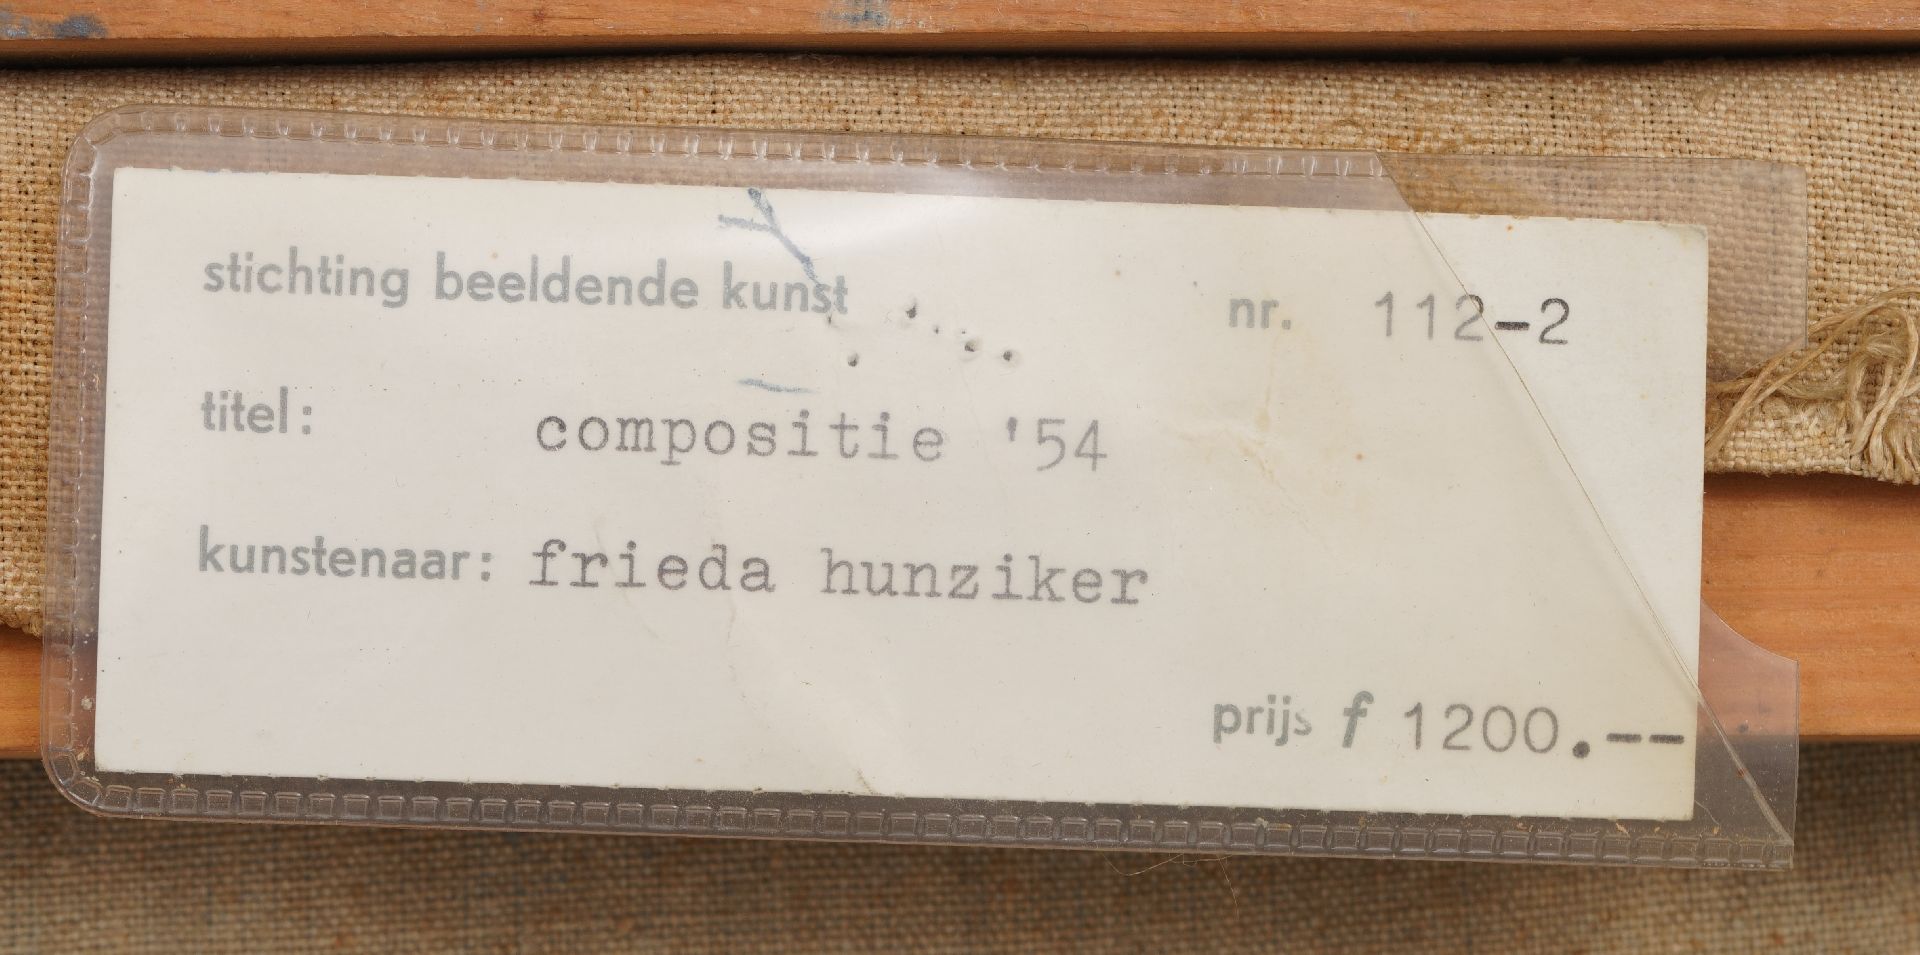 stichting beeldende kunst nr. 112-2
titel: compositie '54
kunstenaar: frieda hunziker
prijs f 1200.--